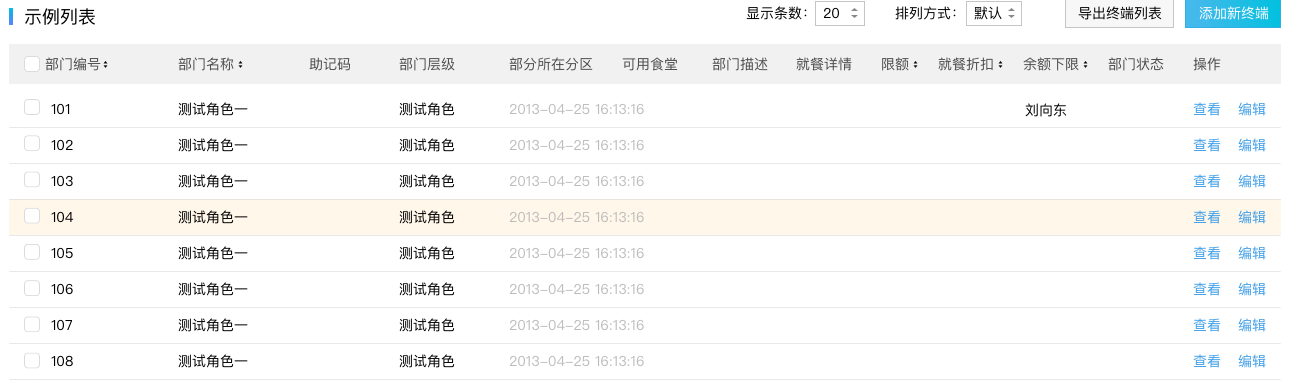 示例列表 显示条数： 20 排列方式： 默认 导出终端列表 添加新终端
部门编号 部门名称 助记码 部门层级 部分所在分区 可用食堂 部门描述 就餐详情 限额 就餐折扣 余额下限 部门状态 操作
101 测试角色一 测试角色 2013-04-25 16:13:16 刘向东 查看 编辑
102 测试角色一 测试角色 2013-04-25 16:13:16 查看 编辑
103 测试角色一 测试角色 2013-04-25 16:13:16 查看 编辑
104 测试角色一 测试角色 2013-04-25 16:13:16 查看 编辑
105 测试角色一 测试角色 2013-04-25 16:13:16 查看 编辑
106 测试角色一 测试角色 2013-04-25 16:13:16 查看 编辑
107 测试角色一 测试角色 2013-04-25 16:13:16 查看 编辑
108 测试角色一 测试角色 2013-04-25 16:13:16 查看 编辑